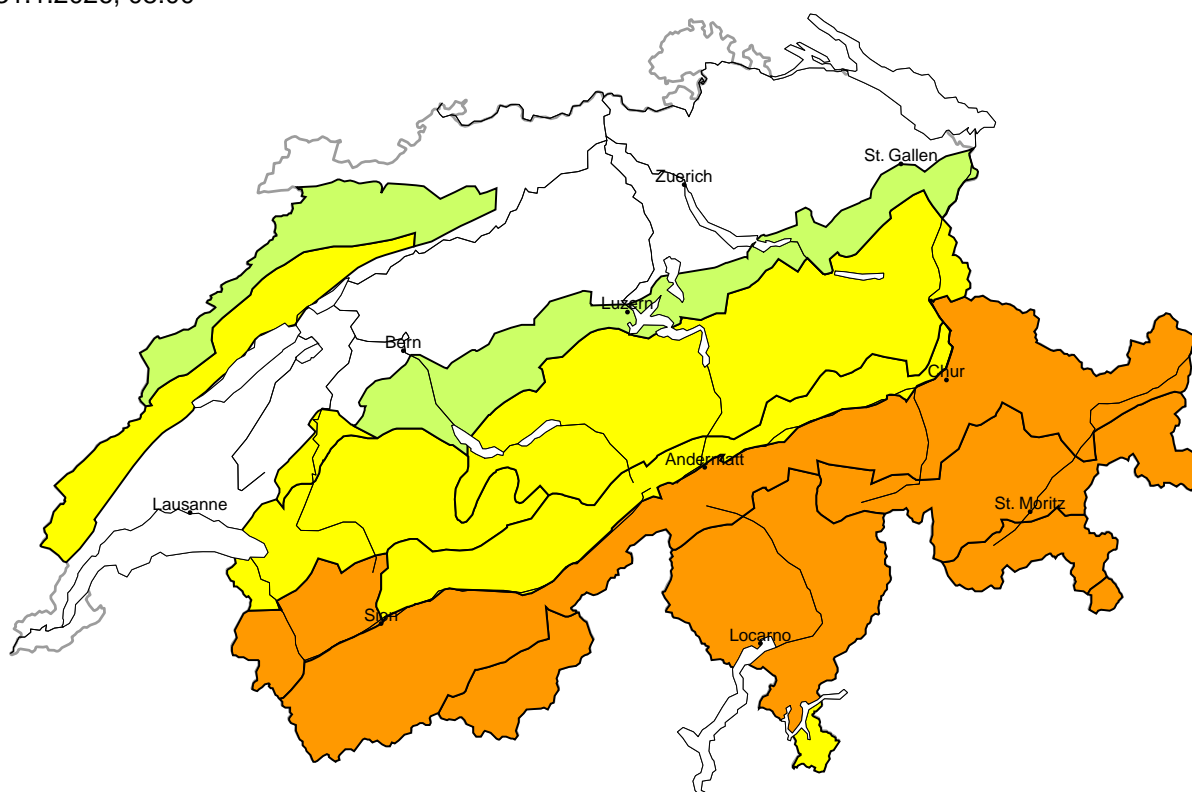 St. Gallen
Zuerich
Luzern
Bern
Chur
Andermatt
Lausanne
St. Moritz
Sion
Locarno